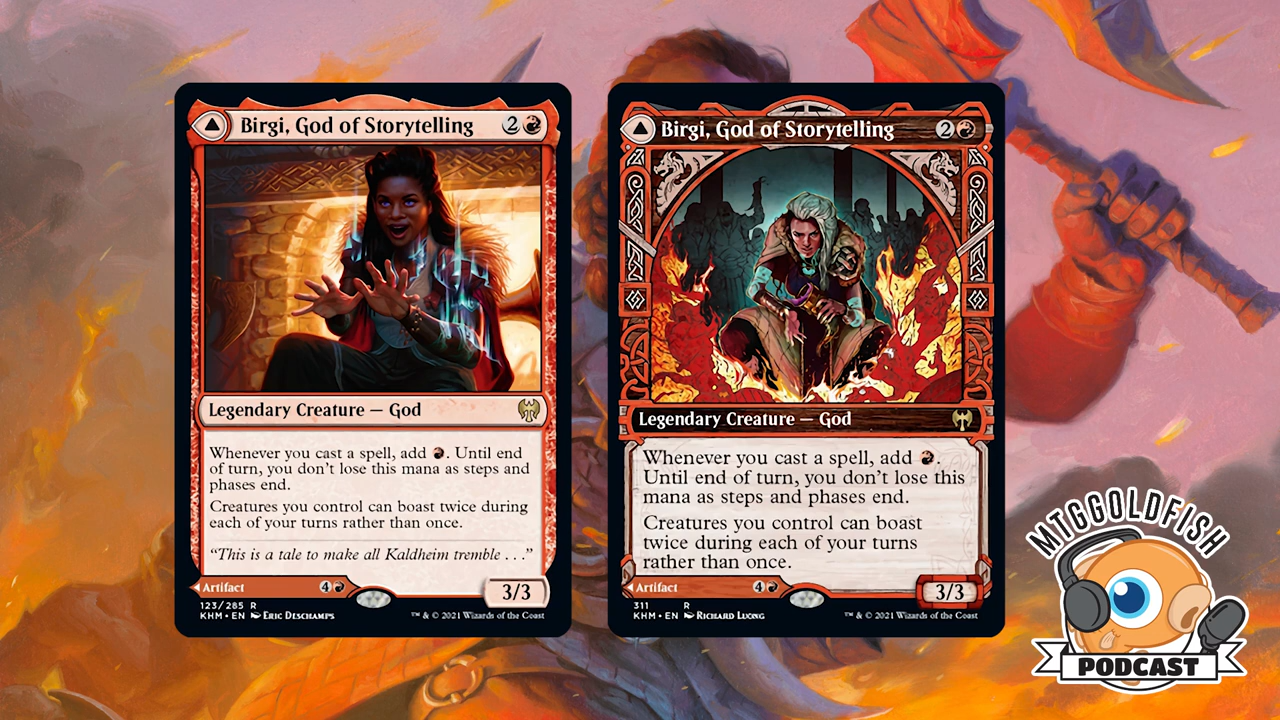 Birgi, God of Storytelling 2
Legendary Creature — God
Whenever you cast a spell, add . Until end
of turn, you don't lose this mana as steps and
phases end.
Creatures you control can boast twice during
each of your turns rather than once.
“This is a tale to make all Kaldheim tremble . . .”
Artifact 4
3/3
123/285 R
KHM • EN Eric Deschamps
™ & © 2021 Wizards of the Coast
Birgi, God of Storytelling 2
Legendary Creature — God
Whenever you cast a spell, add .
Until end of turn, you don't lose this
mana as steps and phases end.
Creatures you control can boast
twice during each of your turns
rather than once.
Artifact 4
3/3
311 R
KHM • EN Richard Luong
™ & © 2021 Wizards of the Coast
MTGGOLDFISH
PODCAST